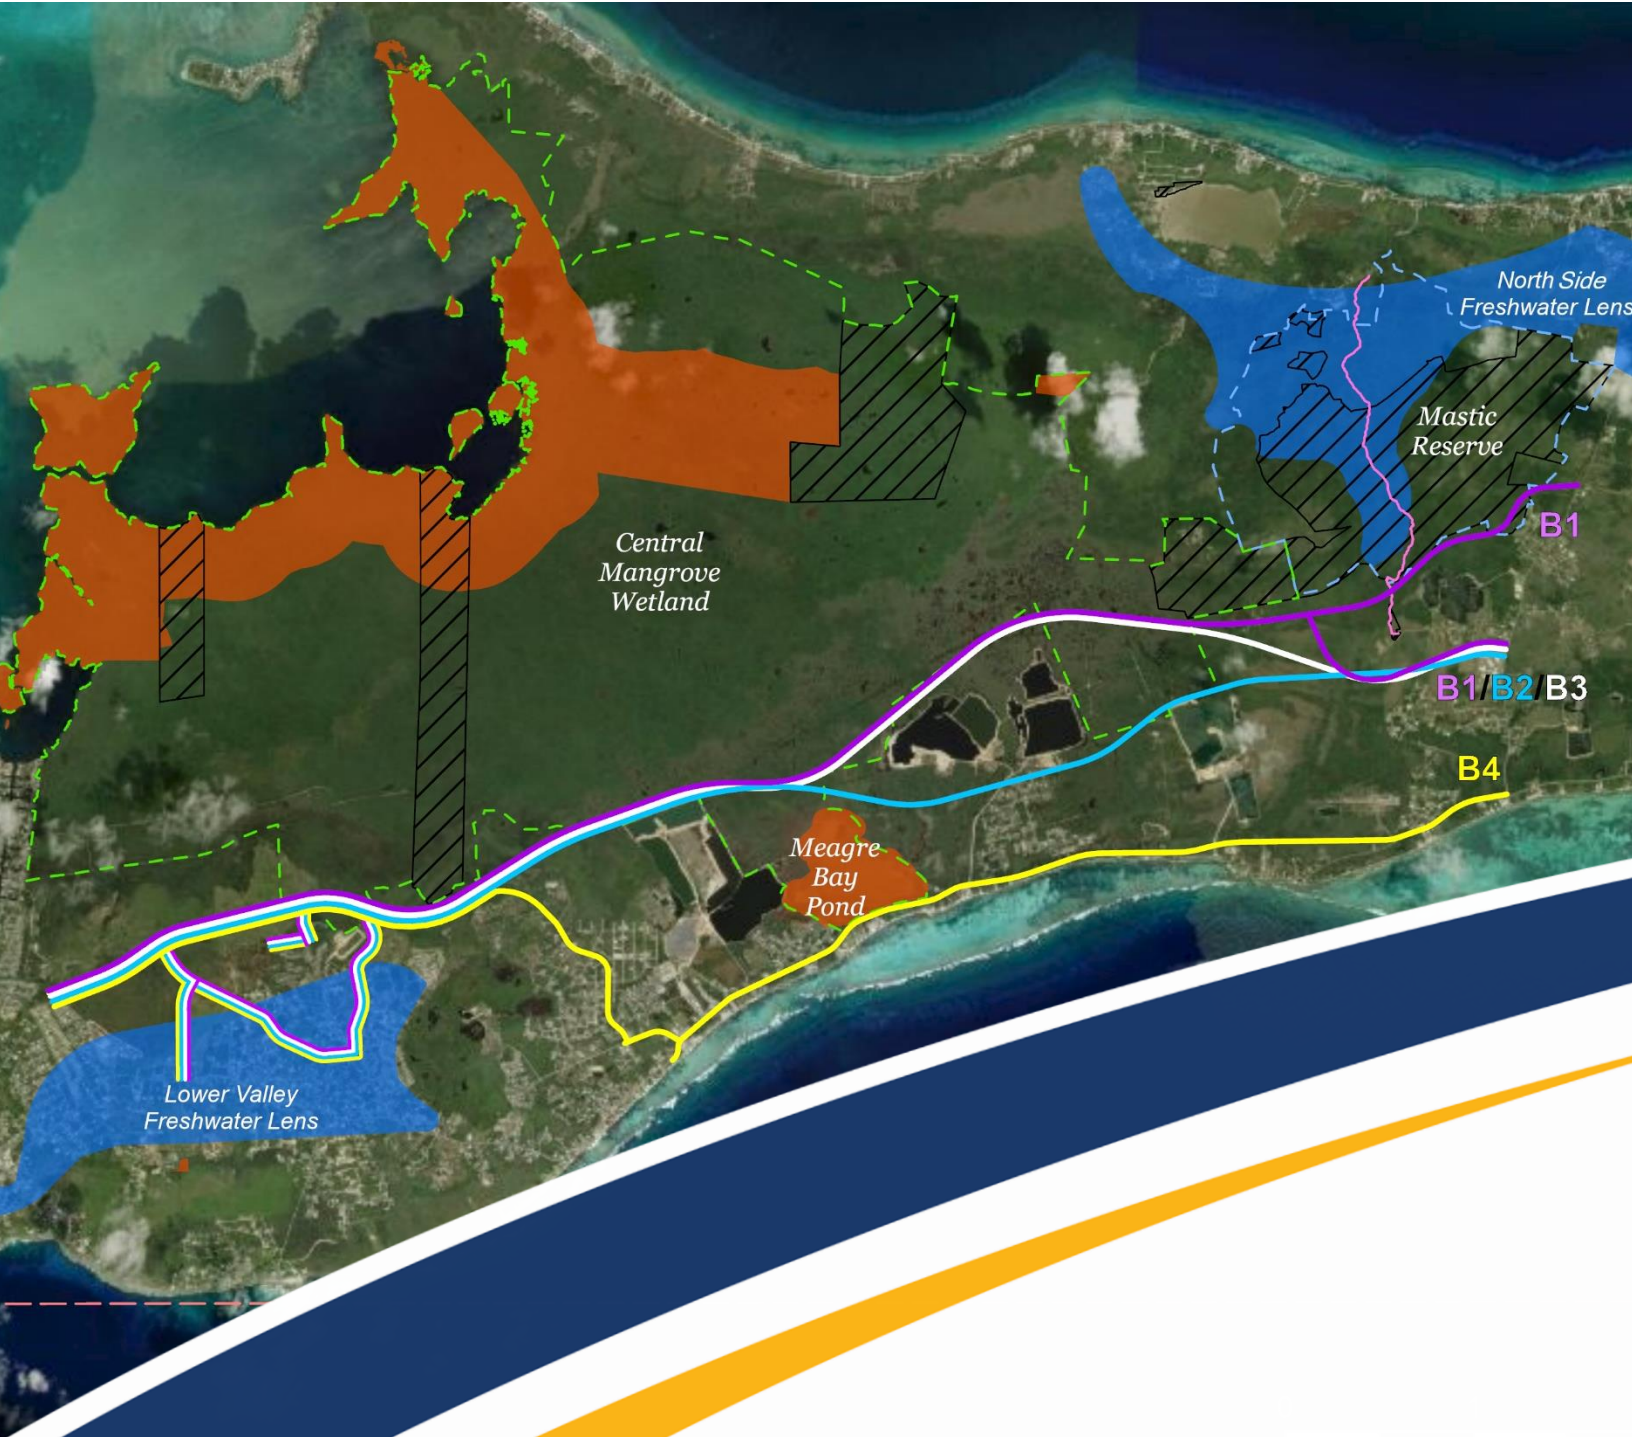 North Side
Freshwater Lens
Mastic
Reserve
B1
Central
Mangrove
Wetland
B1/B2/B3
B4
Meagre
Bay
Pond
Lower Valley
Freshwater Lens